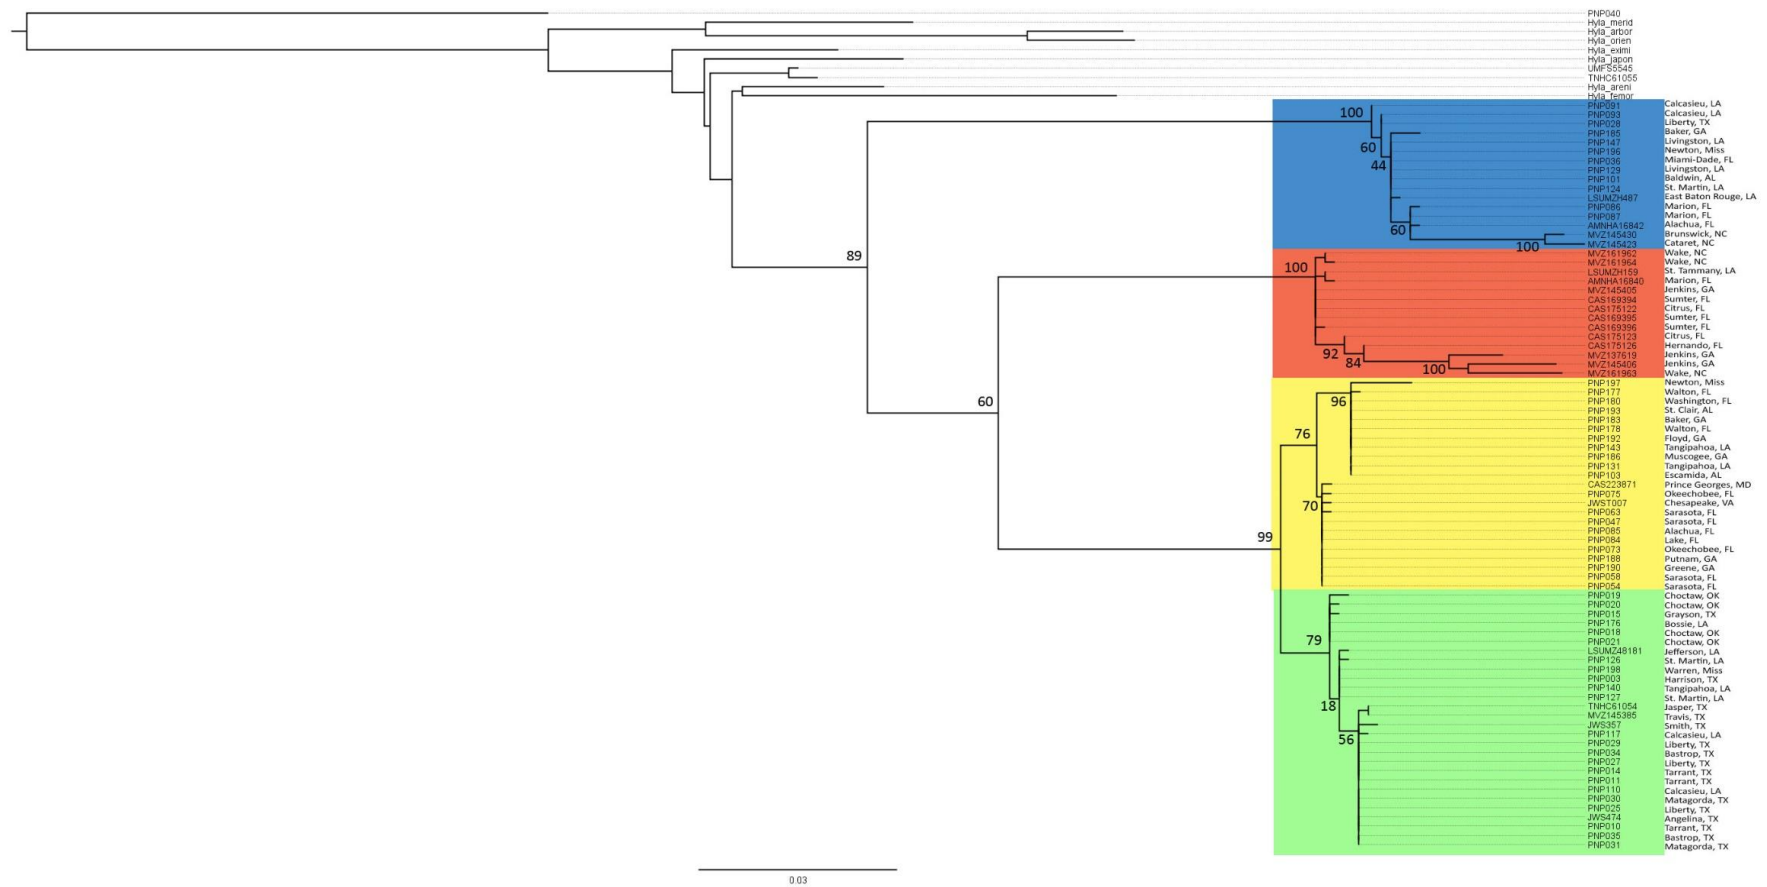 PNP040
Hyla_merid
Hyla_arbor
Hyla_orien
Hyla_eximi
Hyla_japon
UMFS5545
TNHC61055
Hyla_areni
Hyla_femor
PNP091 Calcasieu, LA
PNP093 Calcasieu, LA
PNP028 Liberty, TX
PNP185 Baker, GA
PNP147 Livingston, LA
PNP196 Newton, Miss
PNP036 Miami-Dade, FL
PNP129 Livingston, LA
PNP101 Baldwin, AL
PNP124 St. Martin, LA
LSUMZH487 East Baton Rouge, LA
PNP086 Marion, FL
PNP087 Marion, FL
AMNHA16842 Alachua, FL
MVZ145430 Brunswick, NC
MVZ145423 Cataret, NC
MVZ161962 Wake, NC
MVZ161964 Wake, NC
LSUMZH159 St. Tammany, LA
AMNHA16840 Marion, FL
MVZ145405 Jenkins, GA
CAS169394 Sumter, FL
CAS175122 Citrus, FL
CAS169395 Sumter, FL
CAS169396 Sumter, FL
CAS175123 Citrus, FL
CAS175126 Hernando, FL
MVZ137619 Jenkins, GA
MVZ145406 Jenkins, GA
MVZ161963 Wake, NC
PNP197 Newton, Miss
PNP177 Walton, FL
PNP180 Washington, FL
PNP193 St. Clair, AL
PNP183 Baker, GA
PNP178 Walton, FL
PNP192 Floyd, GA
PNP143 Tangipahoa, LA
PNP186 Muscogee, GA
PNP131 Tangipahoa, LA
PNP103 Escamida, AL
CAS223871 Prince Georges, MD
PNP075 Okeechobee, FL
JWST007 Chesapeake, VA
PNP063 Sarasota, FL
PNP047 Sarasota, FL
PNP085 Alachua, FL
PNP084 Lake, FL
PNP073 Okeechobee, FL
PNP188 Putnam, GA
PNP190 Greene, GA
PNP058 Sarasota, FL
PNP054 Sarasota, FL
PNP019 Choctaw, OK
PNP020 Choctaw, OK
PNP015 Grayson, TX
PNP176 Bossie, LA
PNP018 Choctaw, OK
PNP021 Choctaw, OK
LSUMZ48181 Jefferson, LA
PNP126 St. Martin, LA
PNP198 Warren, Miss
PNP003 Harrison, TX
PNP140 Tangipahoa, LA
PNP127 St. Martin, LA
TNHC61054 Jasper, TX
MVZ145385 Travis, TX
JWS357 Smith, TX
PNP117 Calcasieu, LA
PNP029 Liberty, TX
PNP034 Bastrop, TX
PNP027 Liberty, TX
PNP014 Tarrant, TX
PNP011 Tarrant, TX
PNP110 Calcasieu, LA
PNP030 Matagorda, TX
PNP025 Liberty, TX
JWS474 Angelina, TX
PNP010 Tarrant, TX
PNP035 Bastrop, TX
PNP031 Matagorda, TX
100
60
44
60
100
89
100
92
84
100
60
96
76
70
99
79
18
56
0.03